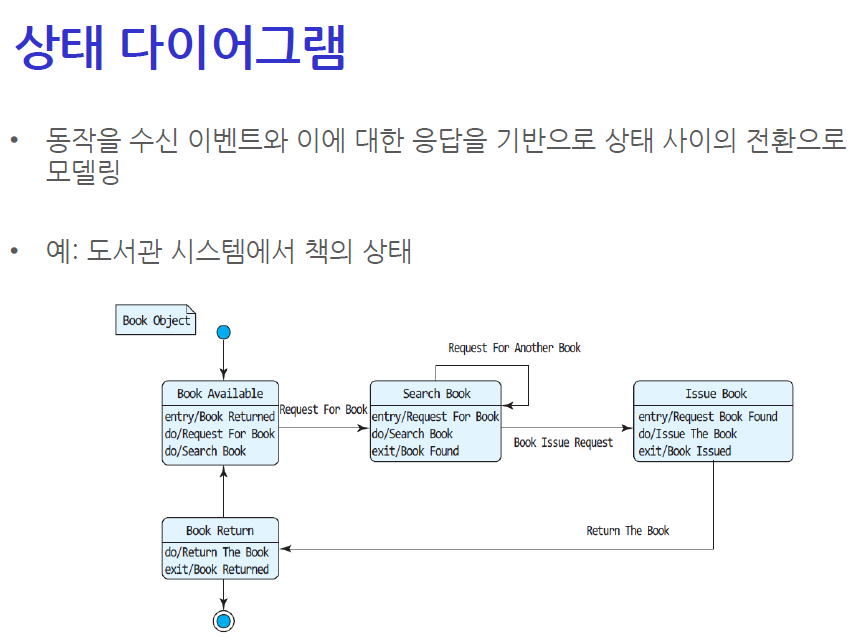 상태 다이어그램
• 동작을 수신 이벤트와 이에 대한 응답을 기반으로 상태 사이의 전환으로
모델링
• 예: 도서관 시스템에서 책의 상태
Book Object
Request For Another Book
Book Available
entry/Book Returned
do/Request For Book
do/Search Book
Request For Book
Search Book
entry/Request For Book
do/Search Book
exit/Book Found
Book Issue Request
Issue Book
entry/Request Book Found
do/Issue The Book
exit/Book Issued
Return The Book
Book Return
do/Return The Book
exit/Book Returned